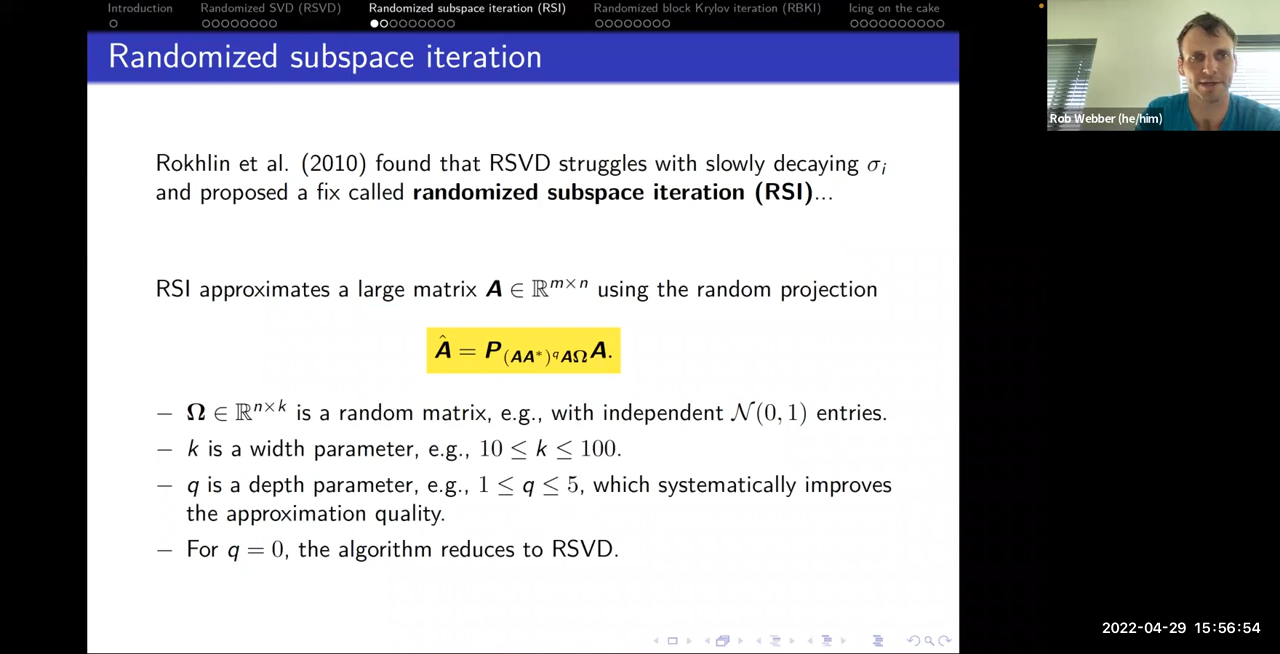 Introduction
Randomized SVD (RSVD)
Randomized subspace iteration (RSI)
Randomized block Krylov iteration (RBKI)
Icing on the cake
Randomized subspace iteration
Rob Webber (he/him)
Rokhlin et al. (2010) found that RSVD struggles with slowly decaying σᵢ
and proposed a fix called randomized subspace iteration (RSI)...
RSI approximates a large matrix A ∈ ℝᵐˣⁿ using the random projection
Â = P_(AA*)^q AΩ A.
– Ω ∈ ℝⁿˣᵏ is a random matrix, e.g., with independent 𝒩(0, 1) entries.
– k is a width parameter, e.g., 10 ≤ k ≤ 100.
– q is a depth parameter, e.g., 1 ≤ q ≤ 5, which systematically improves
the approximation quality.
– For q = 0, the algorithm reduces to RSVD.
2022-04-29 15:56:54